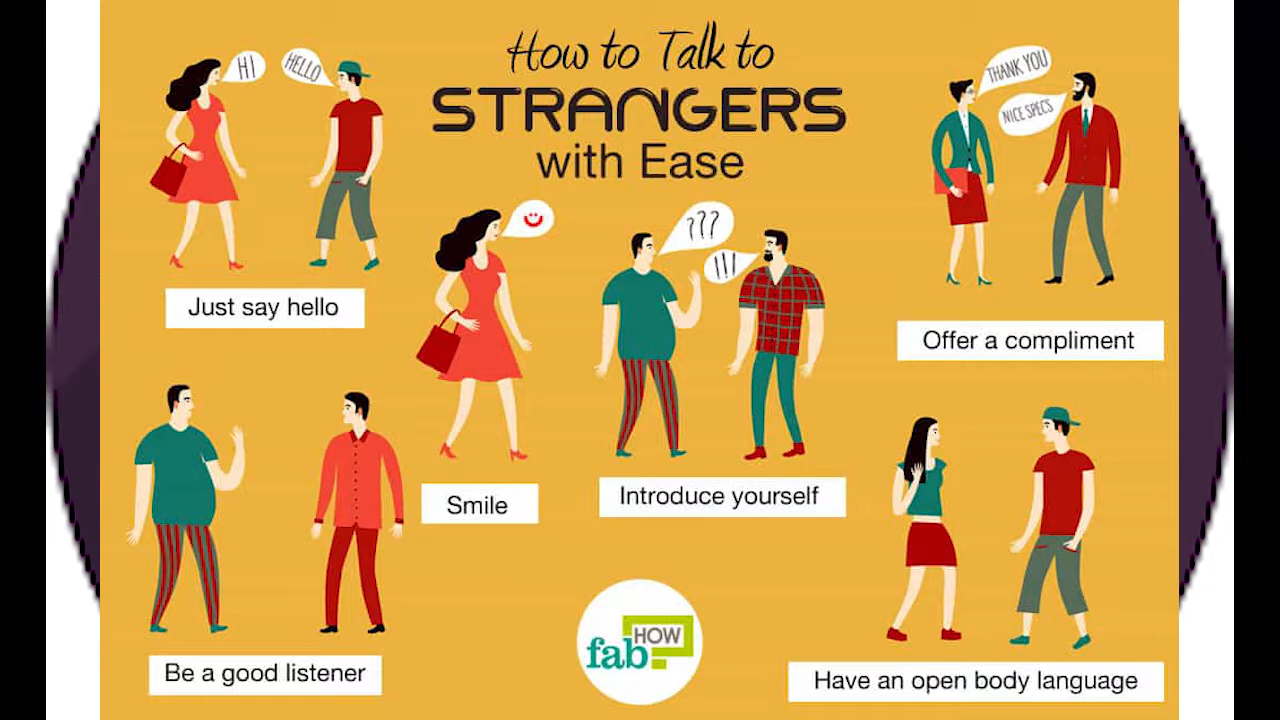 How to Talk to
STRANGERS
with Ease
HI
HELLO
THANK YOU
NICE SPECS
Just say hello
???
!!!
Offer a compliment
Smile
Introduce yourself
Be a good listener
fab HOW
Have an open body language